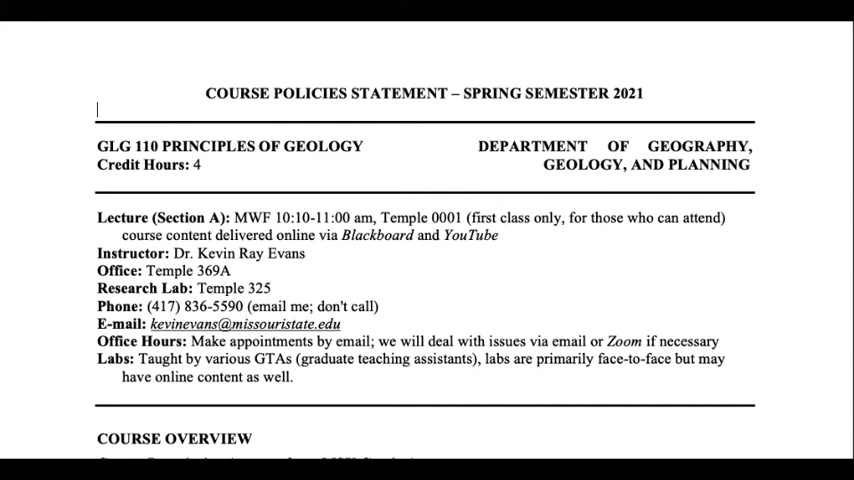 COURSE POLICIES STATEMENT – SPRING SEMESTER 2021
GLG 110 PRINCIPLES OF GEOLOGY
Credit Hours: 4
DEPARTMENT OF GEOGRAPHY,
GEOLOGY, AND PLANNING
Lecture (Section A): MWF 10:10-11:00 am, Temple 0001 (first class only, for those who can attend)
course content delivered online via Blackboard and YouTube
Instructor: Dr. Kevin Ray Evans
Office: Temple 369A
Research Lab: Temple 325
Phone: (417) 836-5590 (email me; don't call)
E-mail: kevinevans@missouristate.edu
Office Hours: Make appointments by email; we will deal with issues via email or Zoom if necessary
Labs: Taught by various GTAs (graduate teaching assistants), labs are primarily face-to-face but may
have online content as well.
COURSE OVERVIEW